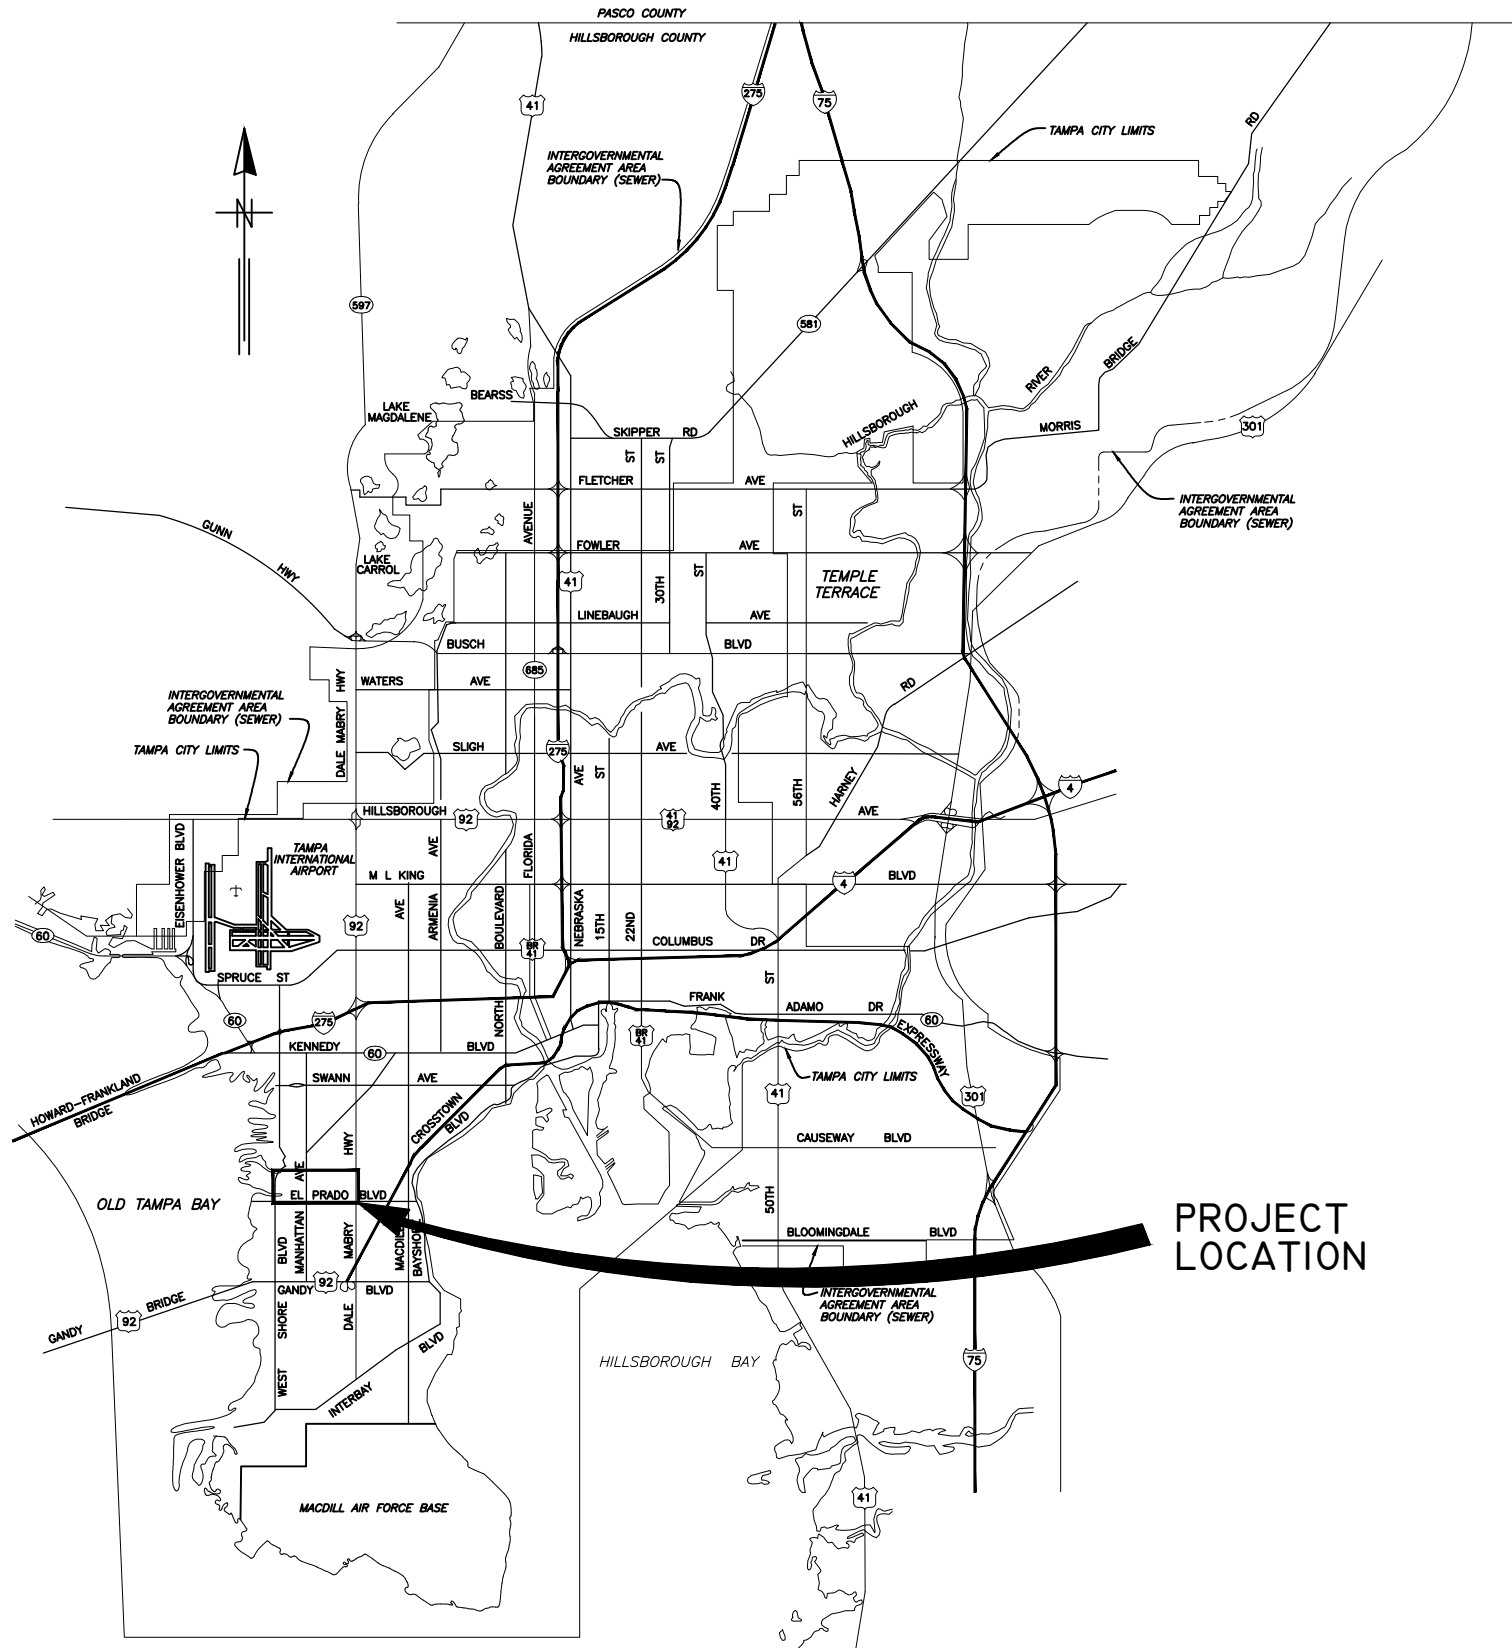 PASCO COUNTY
HILLSBOROUGH COUNTY
41
275
75
TAMPA CITY LIMITS
RD
INTERGOVERNMENTAL
AGREEMENT AREA
BOUNDARY (SEWER)
N
597
581
BRIDGE
RIVER
BEARSS
LAKE
MAGDALENE
HILLSBOROUGH
MORRIS
301
SKIPPER RD
ST
ST
FLETCHER AVE
INTERGOVERNMENTAL
AGREEMENT AREA
BOUNDARY (SEWER)
AVENUE
ST
GUNN
HWY
FOWLER AVE
LAKE
CARROL
41
30TH
ST
TEMPLE
TERRACE
LINEBAUGH AVE
BUSCH BLVD
685
HWY
WATERS AVE
RD
INTERGOVERNMENTAL
AGREEMENT AREA
BOUNDARY (SEWER)
TAMPA CITY LIMITS
DALE MABRY
SLIGH AVE
275
AVE
ST
40TH
56TH
HARNEY
4
HILLSBOROUGH AVE
92
41
92
EISENHOWER BLVD
TAMPA
INTERNATIONAL
AIRPORT
AVE
FLORIDA
41
M L KING BLVD
4
AVE
ARMENIA
BOULEVARD
NEBRASKA
15TH
22ND
92
60
BR
41
COLUMBUS DR
SPRUCE ST
ST
FRANK
ADAMO DR
60
275
60
NORTH
BR
41
EXPRESSWAY
KENNEDY BLVD
60
SWANN AVE
TAMPA CITY LIMITS
HOWARD-FRANKLAND
BRIDGE
CROSSTOWN
BLVD
41
301
HWY
CAUSEWAY BLVD
AVE
EL PRADO BLVD
OLD TAMPA BAY
50TH
PROJECT
LOCATION
BLVD
MANHATTAN
MABRY
MACDILL
BAYSHORE
BLOOMINGDALE BLVD
92
GANDY BLVD
INTERGOVERNMENTAL
AGREEMENT AREA
BOUNDARY (SEWER)
GANDY
92
BRIDGE
SHORE
DALE
BLVD
HILLSBOROUGH BAY
75
WEST
INTERBAY
MACDILL AIR FORCE BASE
41